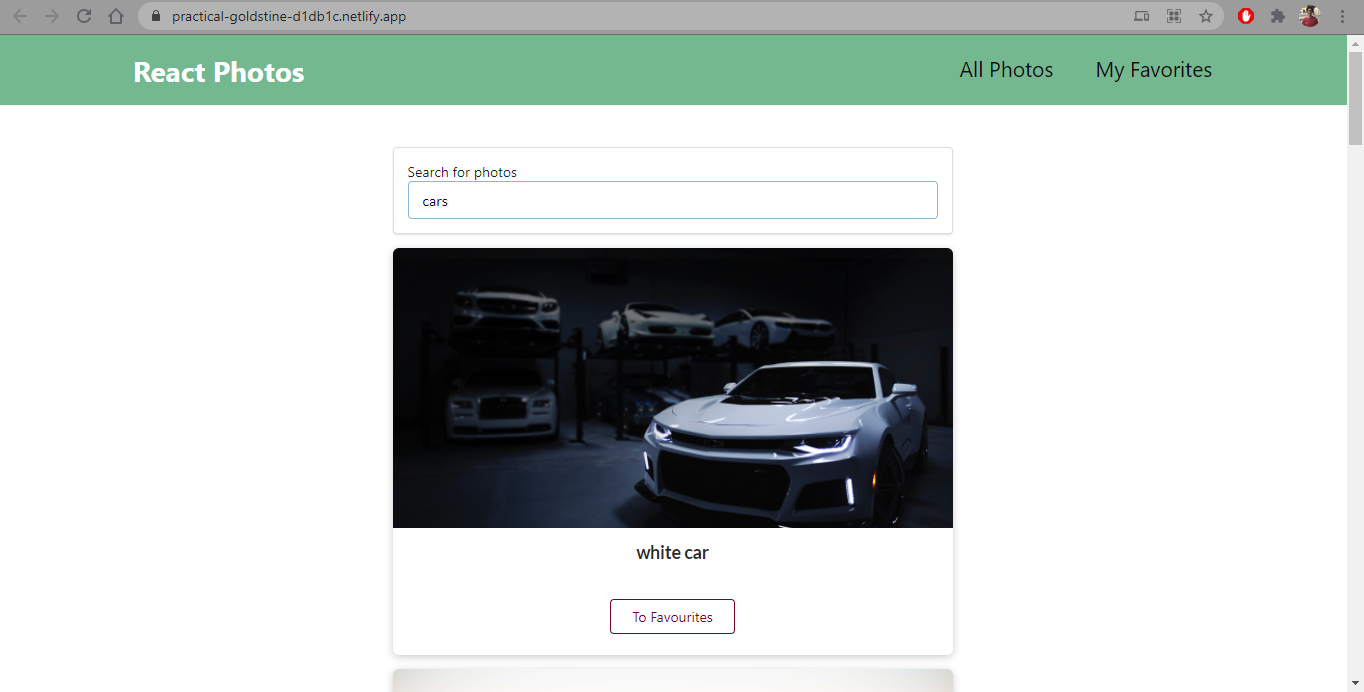 practical-goldstine-d1db1c.netlify.app
React Photos
All Photos
My Favorites
Search for photos
cars
white car
To Favourites